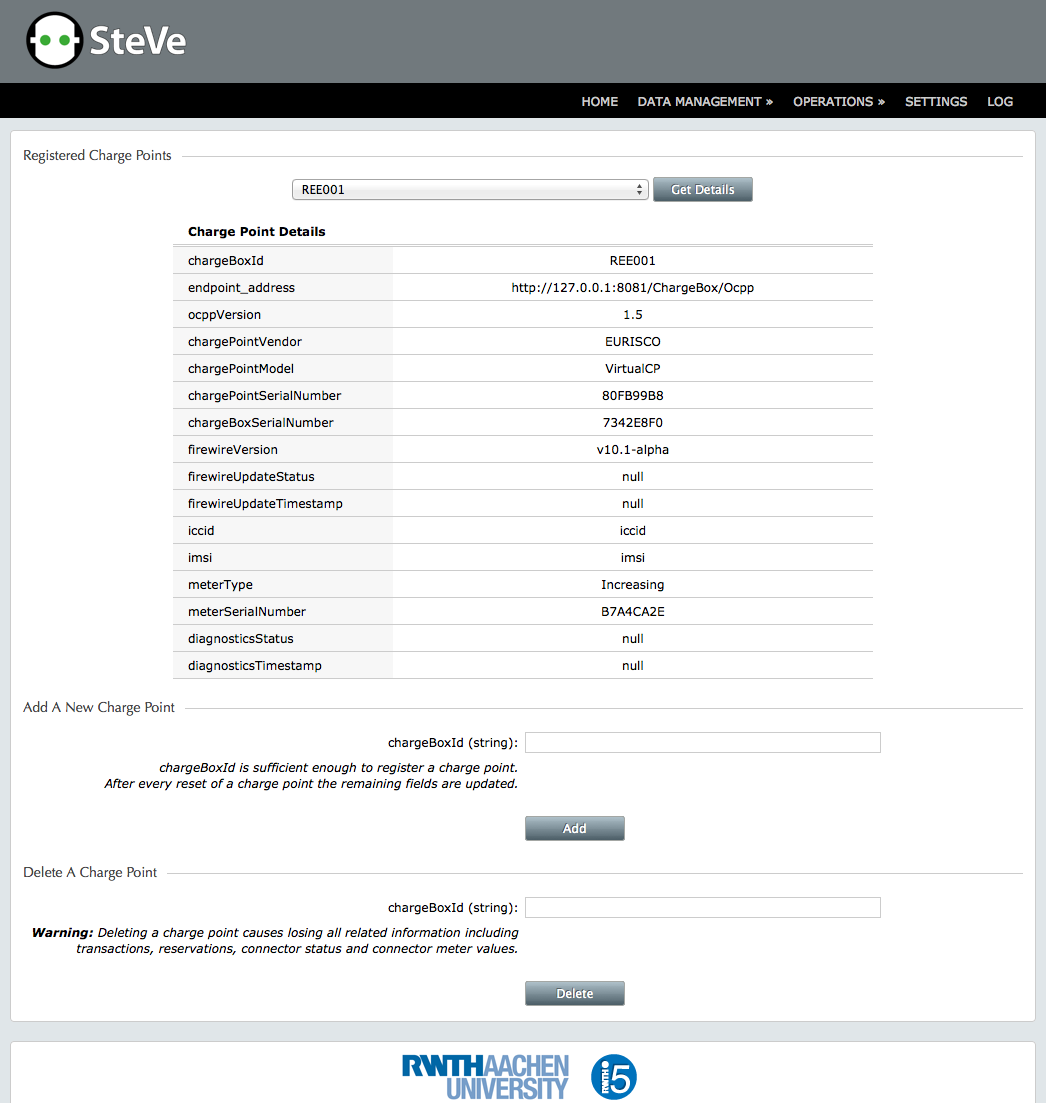 SteVe
HOME DATA MANAGEMENT » OPERATIONS » SETTINGS LOG
Registered Charge Points
REE001 Get Details
Charge Point Details
chargeBoxId REE001
endpoint_address http://127.0.0.1:8081/ChargeBox/Ocpp
ocppVersion 1.5
chargePointVendor EURISCO
chargePointModel VirtualCP
chargePointSerialNumber 80FB99B8
chargeBoxSerialNumber 7342E8F0
firewireVersion v10.1-alpha
firewireUpdateStatus null
firewireUpdateTimestamp null
iccid iccid
imsi imsi
meterType Increasing
meterSerialNumber B7A4CA2E
diagnosticsStatus null
diagnosticsTimestamp null
Add A New Charge Point
chargeBoxId (string):
chargeBoxId is sufficient enough to register a charge point.
After every reset of a charge point the remaining fields are updated.
Add
Delete A Charge Point
chargeBoxId (string):
Warning: Deleting a charge point causes losing all related information including
transactions, reservations, connector status and connector meter values.
Delete
RWTHAACHEN
UNIVERSITY
RWTH i5